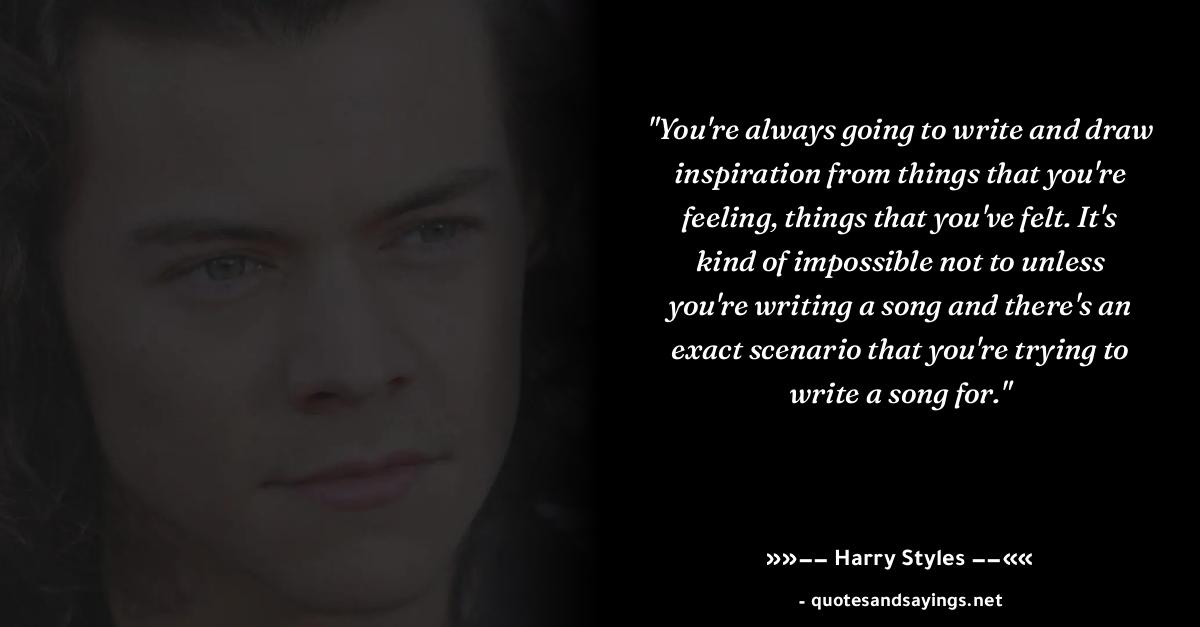 "You're always going to write and draw
inspiration from things that you're
feeling, things that you've felt. It's
kind of impossible not to unless
you're writing a song and there's an
exact scenario that you're trying to
write a song for."
»»–– Harry Styles ––««
- quotesandsayings.net